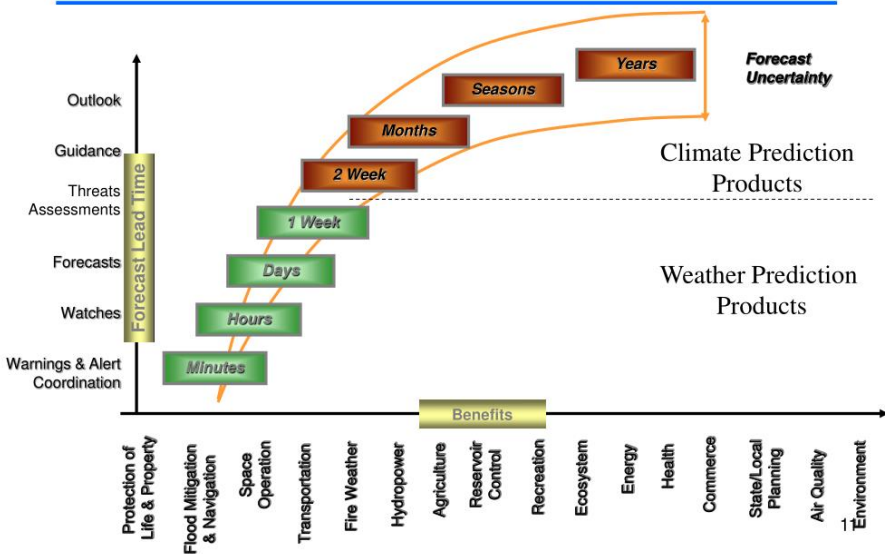 Forecast
Uncertainty
Years
Seasons
Outlook
Months
Guidance
Climate Prediction
Products
2 Week
Threats
Assessments
1 Week
Forecast Lead Time
Forecasts
Days
Weather Prediction
Products
Watches
Hours
Warnings & Alert
Coordination
Minutes
Benefits
Protection of
Life & Property
Flood Mitigation
& Navigation
Space
Operation
Transportation
Fire Weather
Hydropower
Agriculture
Reservoir
Control
Recreation
Ecosystem
Energy
Health
Commerce
State/Local
Planning
Air Quality
Environment
11